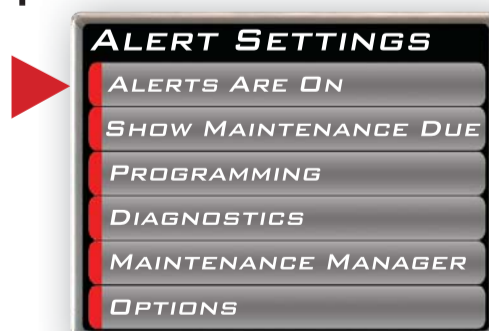 ALERT SETTINGS
ALERTS ARE ON
SHOW MAINTENANCE DUE
PROGRAMMING
DIAGNOSTICS
MAINTENANCE MANAGER
OPTIONS